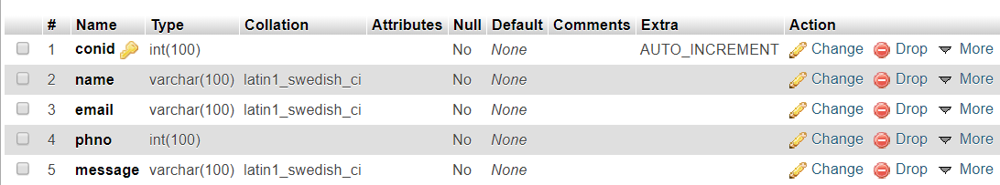 # Name Type Collation Attributes Null Default Comments Extra Action
1 conid int(100) No None AUTO_INCREMENT Change Drop More
2 name varchar(100) latin1_swedish_ci No None Change Drop More
3 email varchar(100) latin1_swedish_ci No None Change Drop More
4 phno int(100) No None Change Drop More
5 message varchar(100) latin1_swedish_ci No None Change Drop More